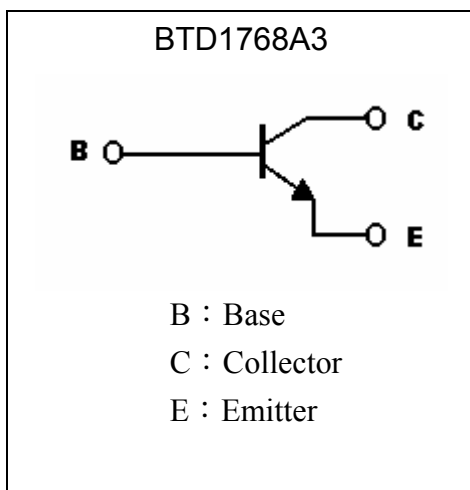 BTD1768A3
C
B
E
B：Base
C：Collector
E：Emitter